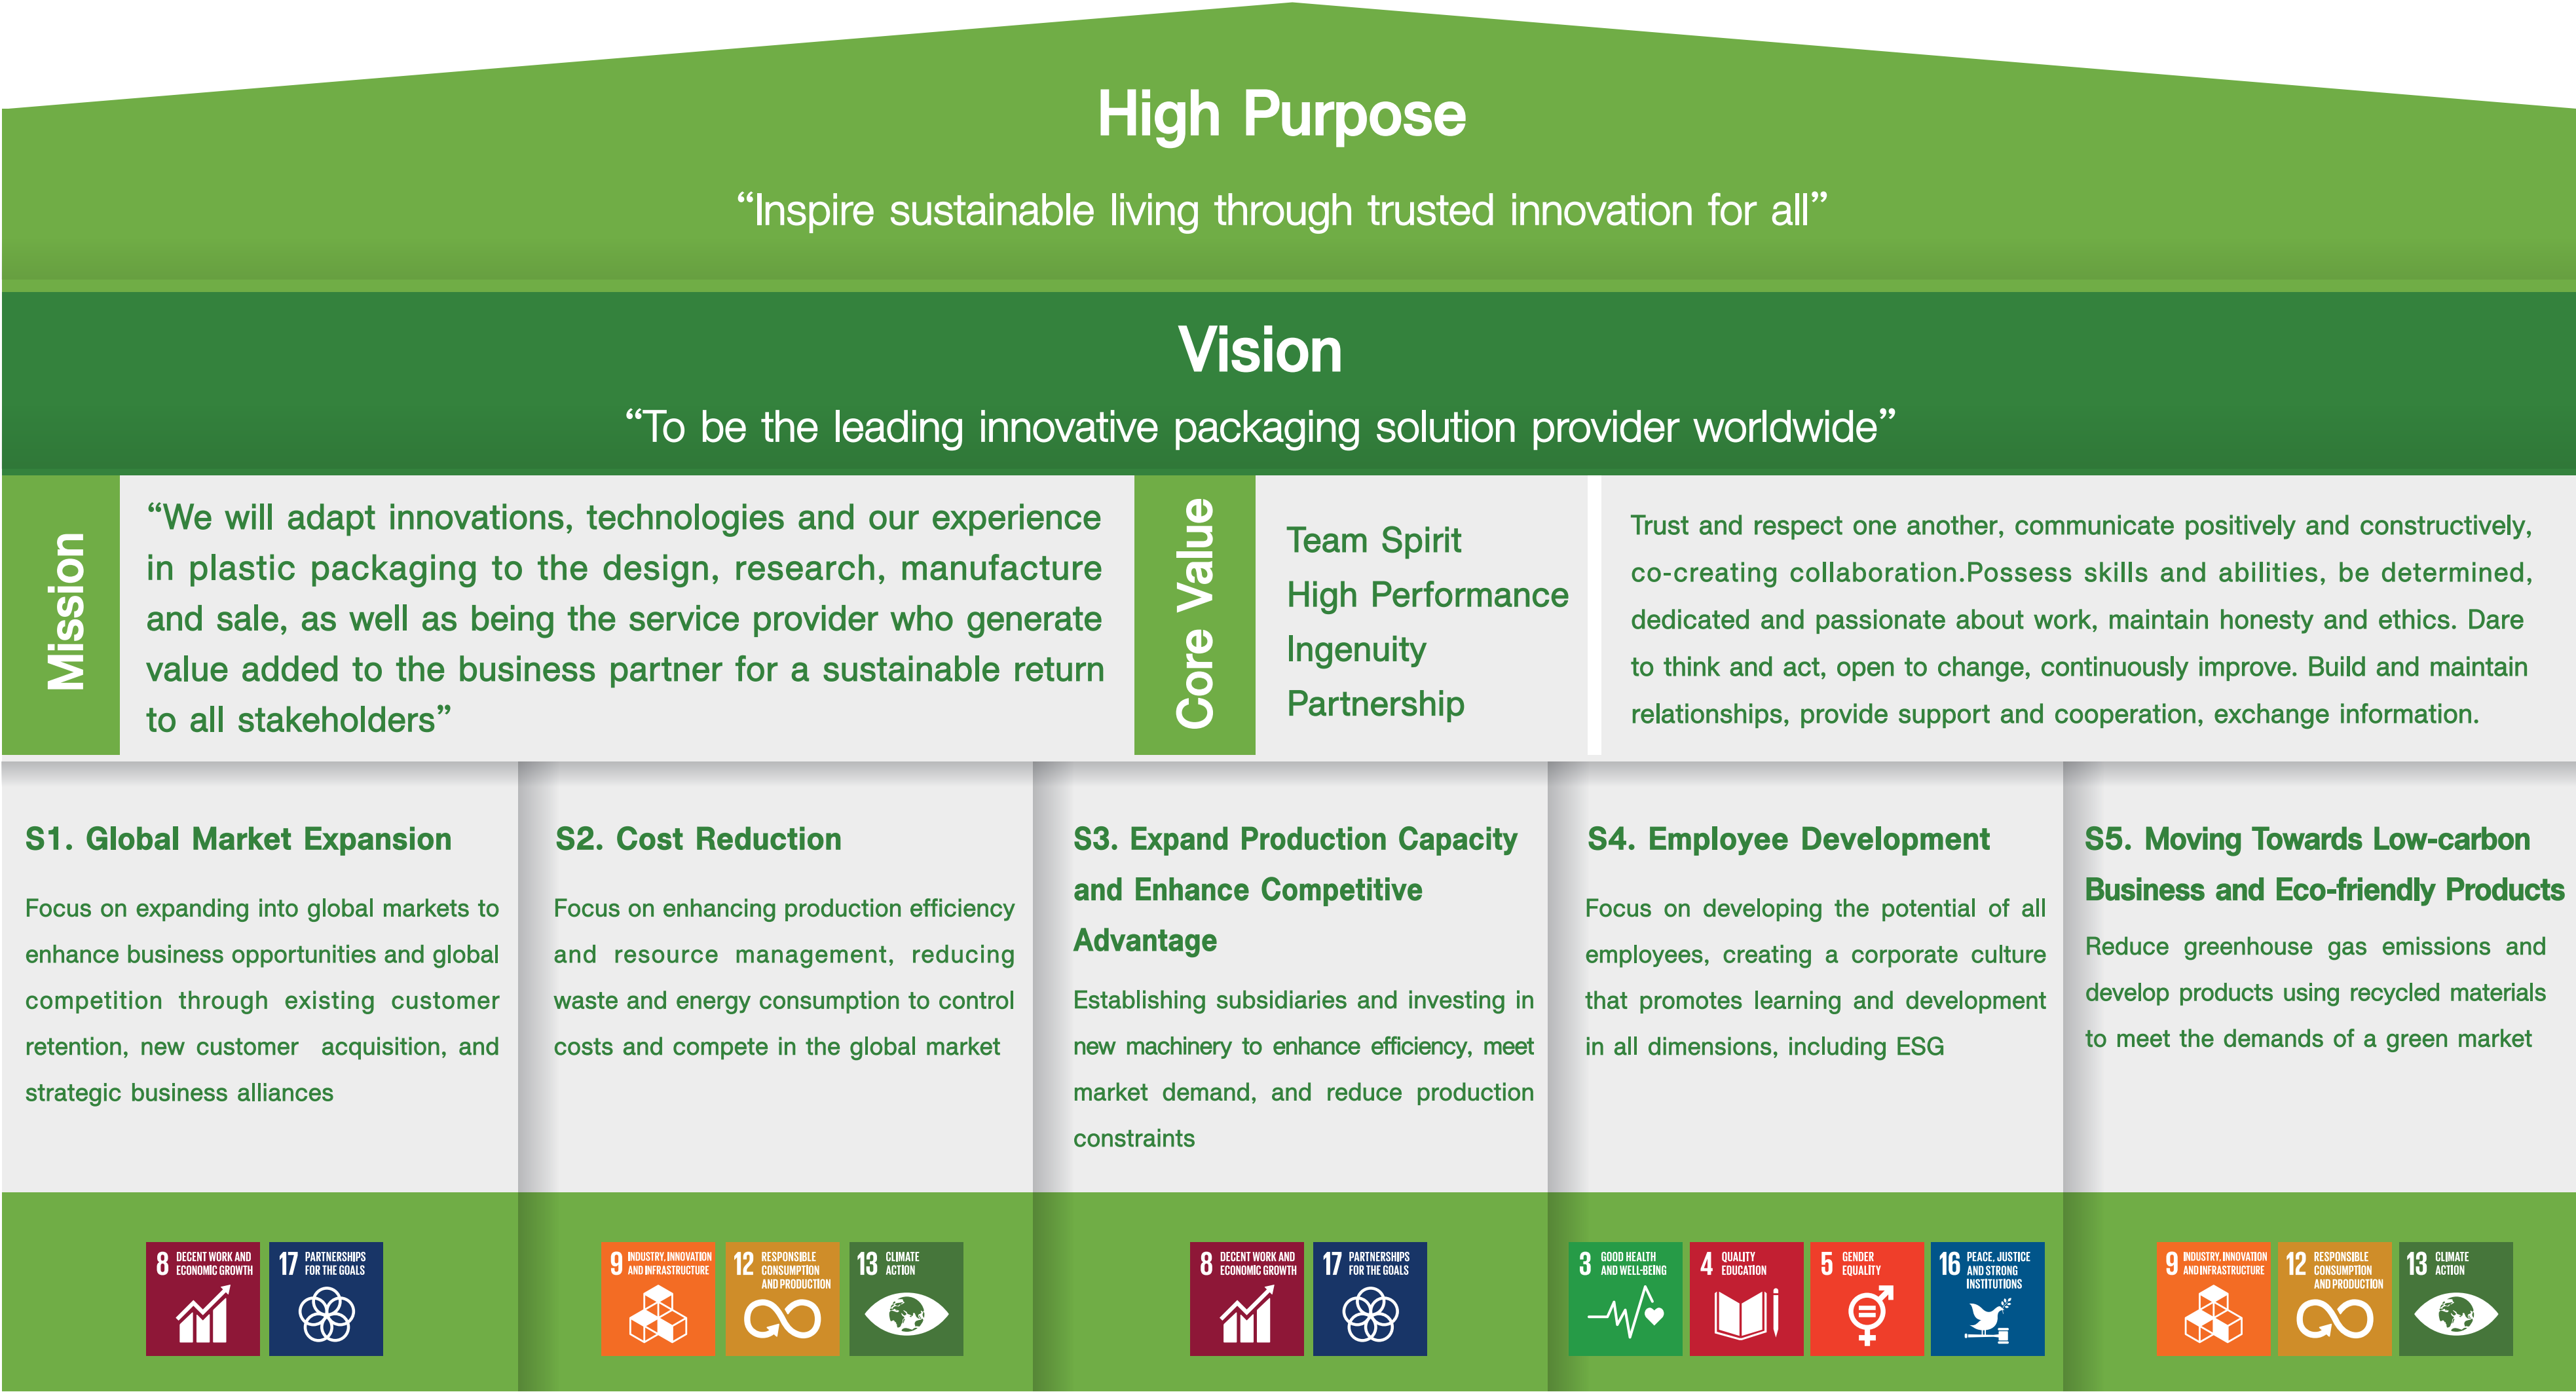 High Purpose
“Inspire sustainable living through trusted innovation for all”
Vision
“To be the leading innovative packaging solution provider worldwide”
Mission
“We will adapt innovations, technologies and our experience
in plastic packaging to the design, research, manufacture
and sale, as well as being the service provider who generate
value added to the business partner for a sustainable return
to all stakeholders”
Core Value
Team Spirit
High Performance
Ingenuity
Partnership
Trust and respect one another, communicate positively and constructively,
co-creating collaboration.Possess skills and abilities, be determined,
dedicated and passionate about work, maintain honesty and ethics. Dare
to think and act, open to change, continuously improve. Build and maintain
relationships, provide support and cooperation, exchange information.
S1. Global Market Expansion
Focus on expanding into global markets to
enhance business opportunities and global
competition through existing customer
retention, new customer acquisition, and
strategic business alliances
S2. Cost Reduction
Focus on enhancing production efficiency
and resource management, reducing
waste and energy consumption to control
costs and compete in the global market
S3. Expand Production Capacity
and Enhance Competitive
Advantage
Establishing subsidiaries and investing in
new machinery to enhance efficiency, meet
market demand, and reduce production
constraints
S4. Employee Development
Focus on developing the potential of all
employees, creating a corporate culture
that promotes learning and development
in all dimensions, including ESG
S5. Moving Towards Low-carbon
Business and Eco-friendly Products
Reduce greenhouse gas emissions and
develop products using recycled materials
to meet the demands of a green market
8 DECENT WORK AND
ECONOMIC GROWTH
17 PARTNERSHIPS
FOR THE GOALS
9 INDUSTRY, INNOVATION
AND INFRASTRUCTURE
12 RESPONSIBLE
CONSUMPTION
AND PRODUCTION
13 CLIMATE
ACTION
8 DECENT WORK AND
ECONOMIC GROWTH
17 PARTNERSHIPS
FOR THE GOALS
3 GOOD HEALTH
AND WELL-BEING
4 QUALITY
EDUCATION
5 GENDER
EQUALITY
16 PEACE, JUSTICE
AND STRONG
INSTITUTIONS
9 INDUSTRY, INNOVATION
AND INFRASTRUCTURE
12 RESPONSIBLE
CONSUMPTION
AND PRODUCTION
13 CLIMATE
ACTION